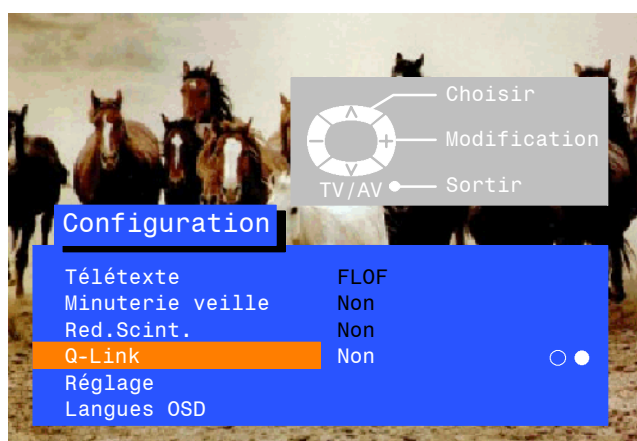 Choisir
Modification
TV/AV Sortir
Configuration
Télétexte FLOF
Minuterie veille Non
Red.Scint. Non
Q-Link Non
Réglage
Langues OSD